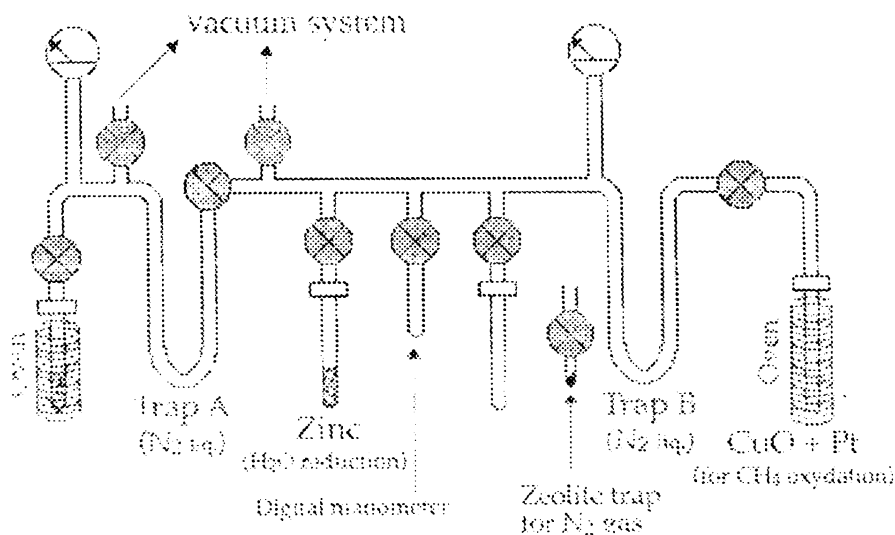 vacuum system
Oven
Trap A
(N₂ liq.)
Zinc
(H₂O reduction)
Digital manometer
Zeolite trap
for N₂ gas
Trap B
(N₂ liq.)
Oven
CuO + Pt
(for CH₄ oxydation)